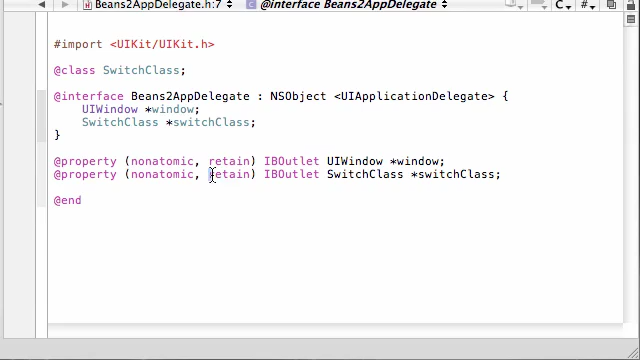 Beans2AppDelegate.h:7 @interface Beans2AppDelegate C #
#import <UIKit/UIKit.h>
@class SwitchClass;
@interface Beans2AppDelegate : NSObject <UIApplicationDelegate> {
UIWindow *window;
SwitchClass *switchClass;
}
@property (nonatomic, retain) IBOutlet UIWindow *window;
@property (nonatomic, retain) IBOutlet SwitchClass *switchClass;
@end